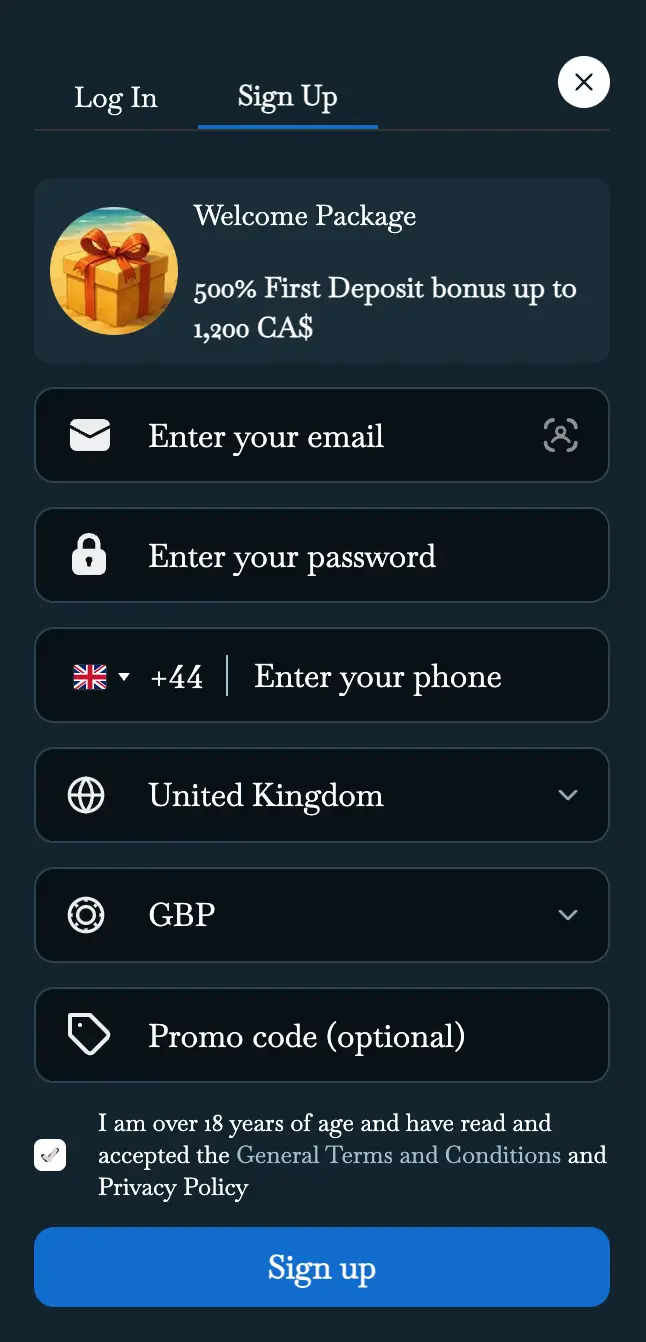 Log In
Sign Up
Welcome Package
500% First Deposit bonus up to
1,200 CA$
Enter your email
Enter your password
+44
Enter your phone
United Kingdom
GBP
Promo code (optional)
I am over 18 years of age and have read and
accepted the General Terms and Conditions and
Privacy Policy
Sign up